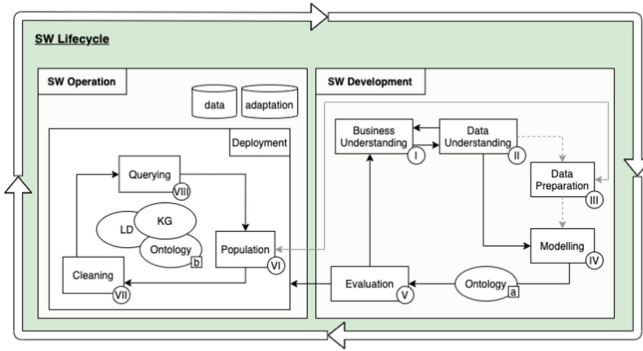 SW Lifecycle
SW Operation
data
adaptation
Deployment
Querying
VIII
LD
KG
Ontology
b
Population
VI
Cleaning
VII
SW Development
Business
Understanding
I
Data
Understanding
II
Data
Preparation
III
Modelling
IV
Ontology
a
Evaluation
V